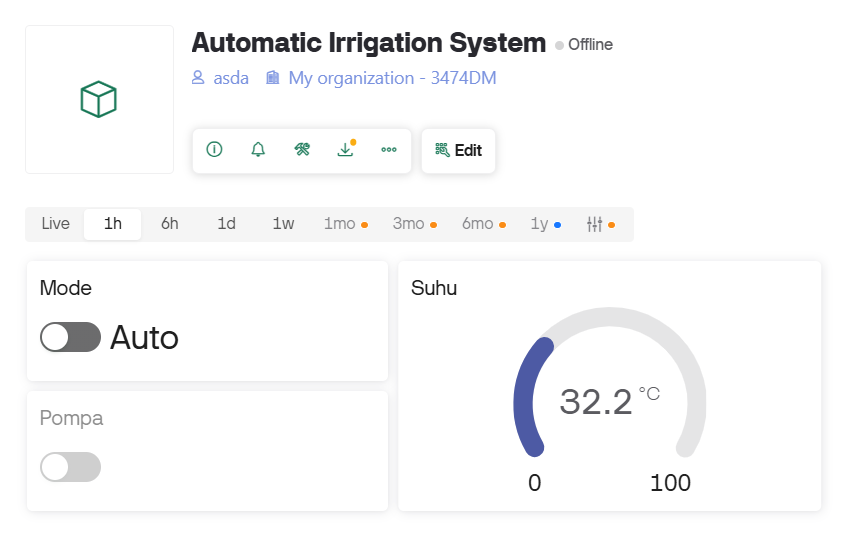 Automatic Irrigation System Offline
asda My organization - 3474DM
Edit
Live 1h 6h 1d 1w 1mo 3mo 6mo 1y
Mode
Auto
Pompa
Suhu
32.2 °C
0 100